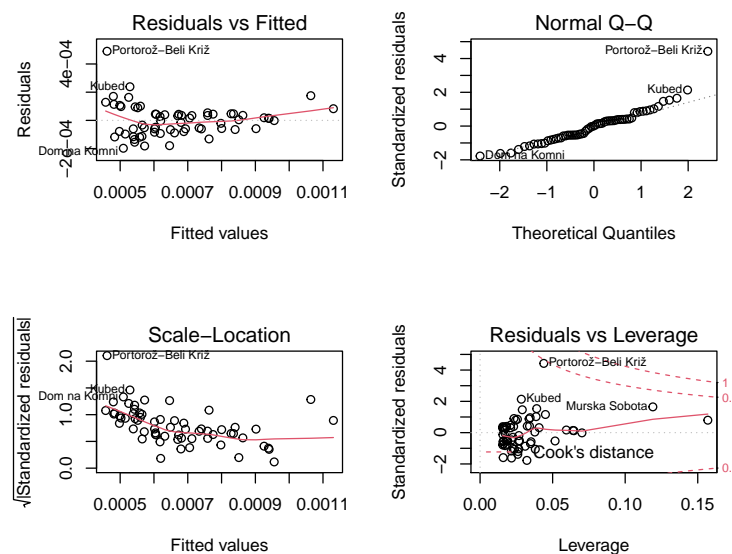 Residuals vs Fitted
Residuals
−2e−04
4e−04
Portorož−Beli Križ
Kubed
Dom na Komni
0.0005 0.0007 0.0009 0.0011
Fitted values
Normal Q−Q
Standardized residuals
−2 0 2 4
Portorož−Beli Križ
Kubed
Dom na Komni
−2 −1 0 1 2
Theoretical Quantiles
Scale−Location
√|Standardized residuals
0.0 1.0 2.0
Portorož−Beli Križ
Kubed
Dom na Komni
0.0005 0.0007 0.0009 0.0011
Fitted values
Residuals vs Leverage
Standardized residuals
−2 0 2 4
Portorož−Beli Križ
Kubed
Murska Sobota
Cook's distance
1
0.
0.
0.00 0.05 0.10 0.15
Leverage